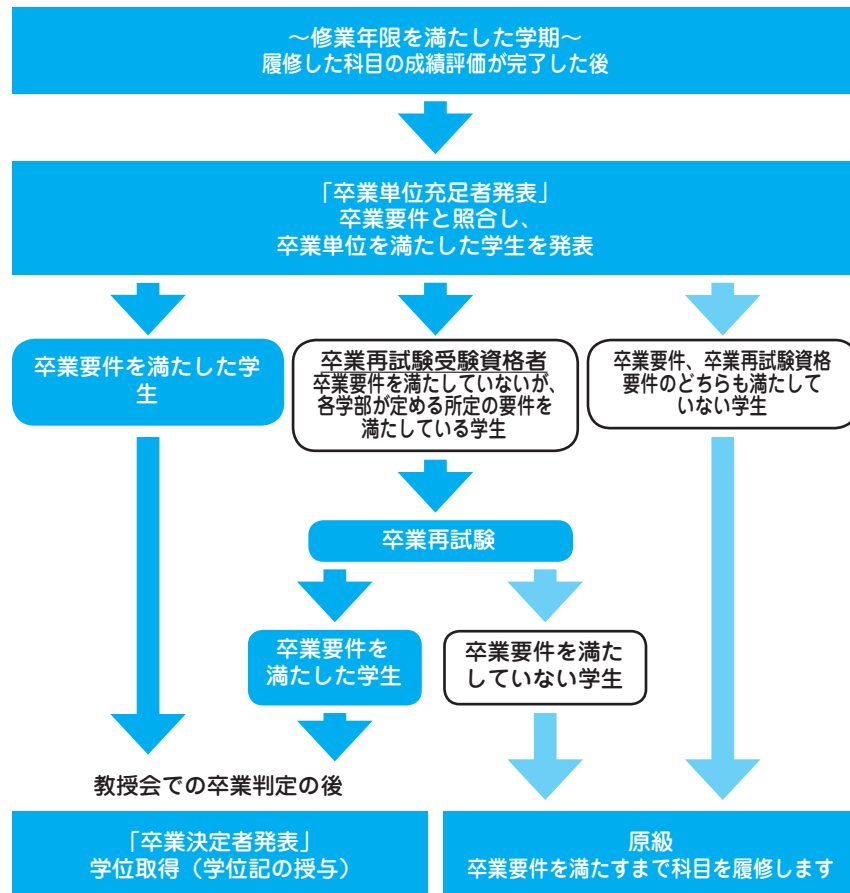 ～修業年限を満たした学期～
履修した科目の成績評価が完了した後
「卒業単位充足者発表」
卒業要件と照合し、
卒業単位を満たした学生を発表
卒業要件を満たした学
生
卒業再試験受験資格者
卒業要件を満たしていないが、
各学部が定める所定の要件を
満たしている学生
卒業要件、卒業再試験資格
要件のどちらも満たして
いない学生
卒業再試験
卒業要件を
満たした学生
卒業要件を満た
していない学生
教授会での卒業判定の後
「卒業決定者発表」
学位取得（学位記の授与）
原級
卒業要件を満たすまで科目を履修します